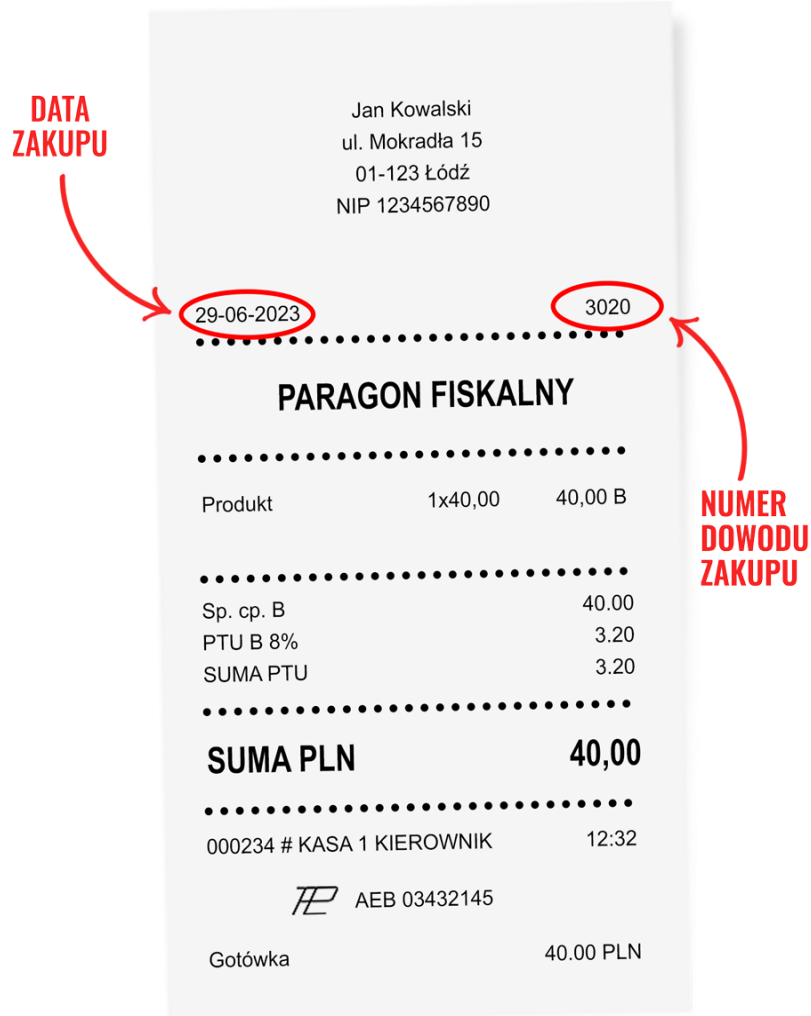 DATA
ZAKUPU
Jan Kowalski
ul. Mokradła 15
01-123 Łódź
NIP 1234567890
29-06-2023 3020
PARAGON FISKALNY
NUMER
DOWODU
ZAKUPU
Produkt 1x40,00 40,00 B
Sp. cp. B 40.00
PTU B 8% 3.20
SUMA PTU 3.20
SUMA PLN 40,00
000234 # KASA 1 KIEROWNIK 12:32
AEB 03432145
Gotówka 40.00 PLN